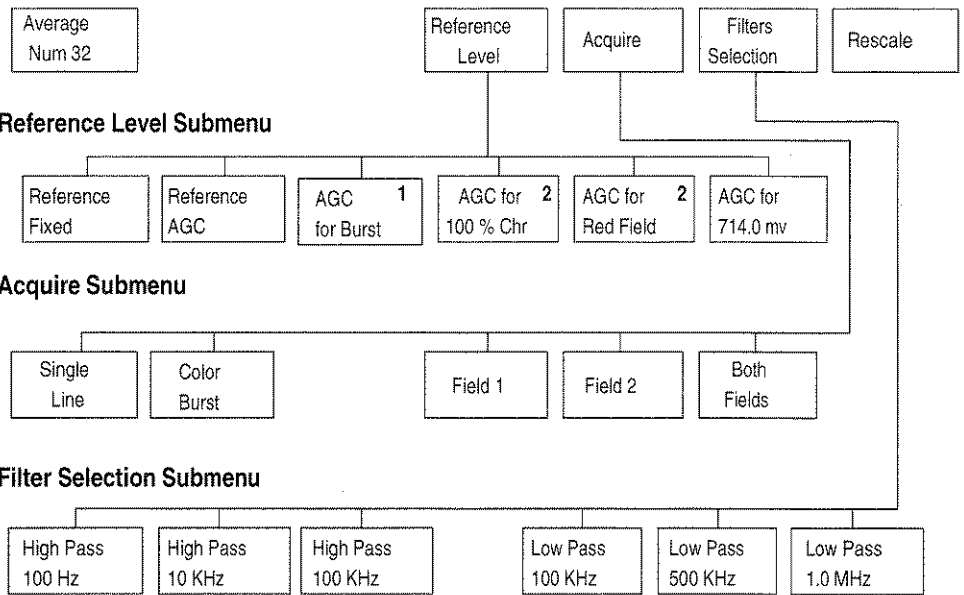 Average
Num 32
Reference
Level
Acquire
Filters
Selection
Rescale
Reference Level Submenu
Reference
Fixed
Reference
AGC
AGC 1
for Burst
AGC for 2
100 % Chr
AGC for 2
Red Field
AGC for
714.0 mv
Acquire Submenu
Single
Line
Color
Burst
Field 1
Field 2
Both
Fields
Filter Selection Submenu
High Pass
100 Hz
High Pass
10 KHz
High Pass
100 KHz
Low Pass
100 KHz
Low Pass
500 KHz
Low Pass
1.0 MHz